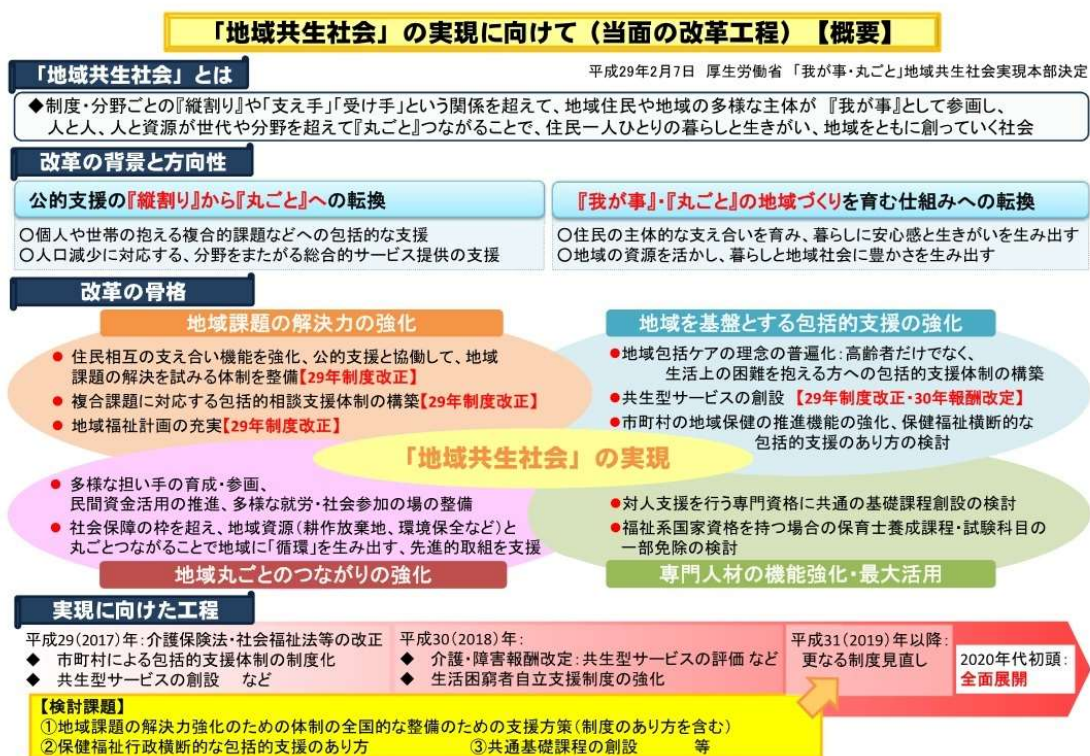 「地域共生社会」の実現に向けて（当面の改革工程）【概要】
「地域共生社会」とは
平成29年2月7日　厚生労働省　「我が事・丸ごと」地域共生社会実現本部決定
◆制度・分野ごとの『縦割り』や「支え手」「受け手」という関係を超えて、地域住民や地域の多様な主体が　『我が事』として参画し、
人と人、人と資源が世代や分野を超えて『丸ごと』つながることで、住民一人ひとりの暮らしと生きがい、地域をともに創っていく社会
改革の背景と方向性
公的支援の『縦割り』から『丸ごと』への転換
○個人や世帯の抱える複合的課題などへの包括的な支援
○人口減少に対応する、分野をまたがる総合的サービス提供の支援
『我が事』・『丸ごと』の地域づくりを育む仕組みへの転換
○住民の主体的な支え合いを育み、暮らしに安心感と生きがいを生み出す
○地域の資源を活かし、暮らしと地域社会に豊かさを生み出す
改革の骨格
地域課題の解決力の強化
● 住民相互の支え合い機能を強化、公的支援と協働して、地域
課題の解決を試みる体制を整備【29年制度改正】
● 複合課題に対応する包括的相談支援体制の構築【29年制度改正】
● 地域福祉計画の充実【29年制度改正】
地域を基盤とする包括的支援の強化
●地域包括ケアの理念の普遍化：高齢者だけでなく、
生活上の困難を抱える方への包括的支援体制の構築
●共生型サービスの創設　【29年制度改正・30年報酬改定】
●市町村の地域保健の推進機能の強化、保健福祉横断的な
包括的支援のあり方の検討
「地域共生社会」の実現
● 多様な担い手の育成・参画、
民間資金活用の推進、多様な就労・社会参加の場の整備
● 社会保障の枠を超え、地域資源（耕作放棄地、環境保全など）と
丸ごとつながることで地域に「循環」を生み出す、先進的取組を支援
地域丸ごとのつながりの強化
●対人支援を行う専門資格に共通の基礎課程創設の検討
●福祉系国家資格を持つ場合の保育士養成課程・試験科目の
一部免除の検討
専門人材の機能強化・最大活用
実現に向けた工程
平成29（2017）年：介護保険法・社会福祉法等の改正
◆ 市町村による包括的支援体制の制度化
◆ 共生型サービスの創設　など
平成30（2018）年：
◆ 介護・障害報酬改定：共生型サービスの評価 など
◆ 生活困窮者自立支援制度の強化
平成31（2019）年以降：
更なる制度見直し
2020年代初頭：
全面展開
【検討課題】
①地域課題の解決力強化のための体制の全国的な整備のための支援方策（制度のあり方を含む）
②保健福祉行政横断的な包括的支援のあり方　③共通基礎課程の創設　等